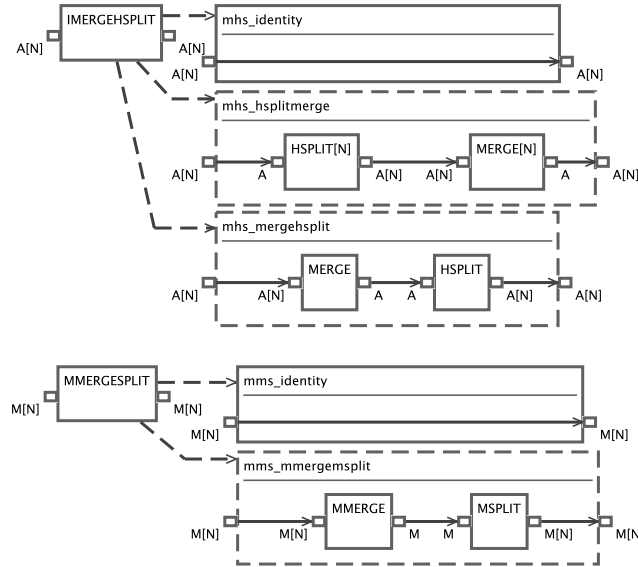 IMERGEHSPLIT
A[N] A[N]
mhs_identity
A[N] A[N]
mhs_hsplitmerge
HSPLIT[N] MERGE[N]
A[N] A A[N] A[N] A A[N]
mhs_mergehsplit
MERGE HSPLIT
A[N] A[N] A A A[N] A[N]
MMERGESPLIT
M[N] M[N]
mms_identity
M[N] M[N]
mms_mmergemsplit
MMERGE MSPLIT
M[N] M[N] M M M[N] M[N